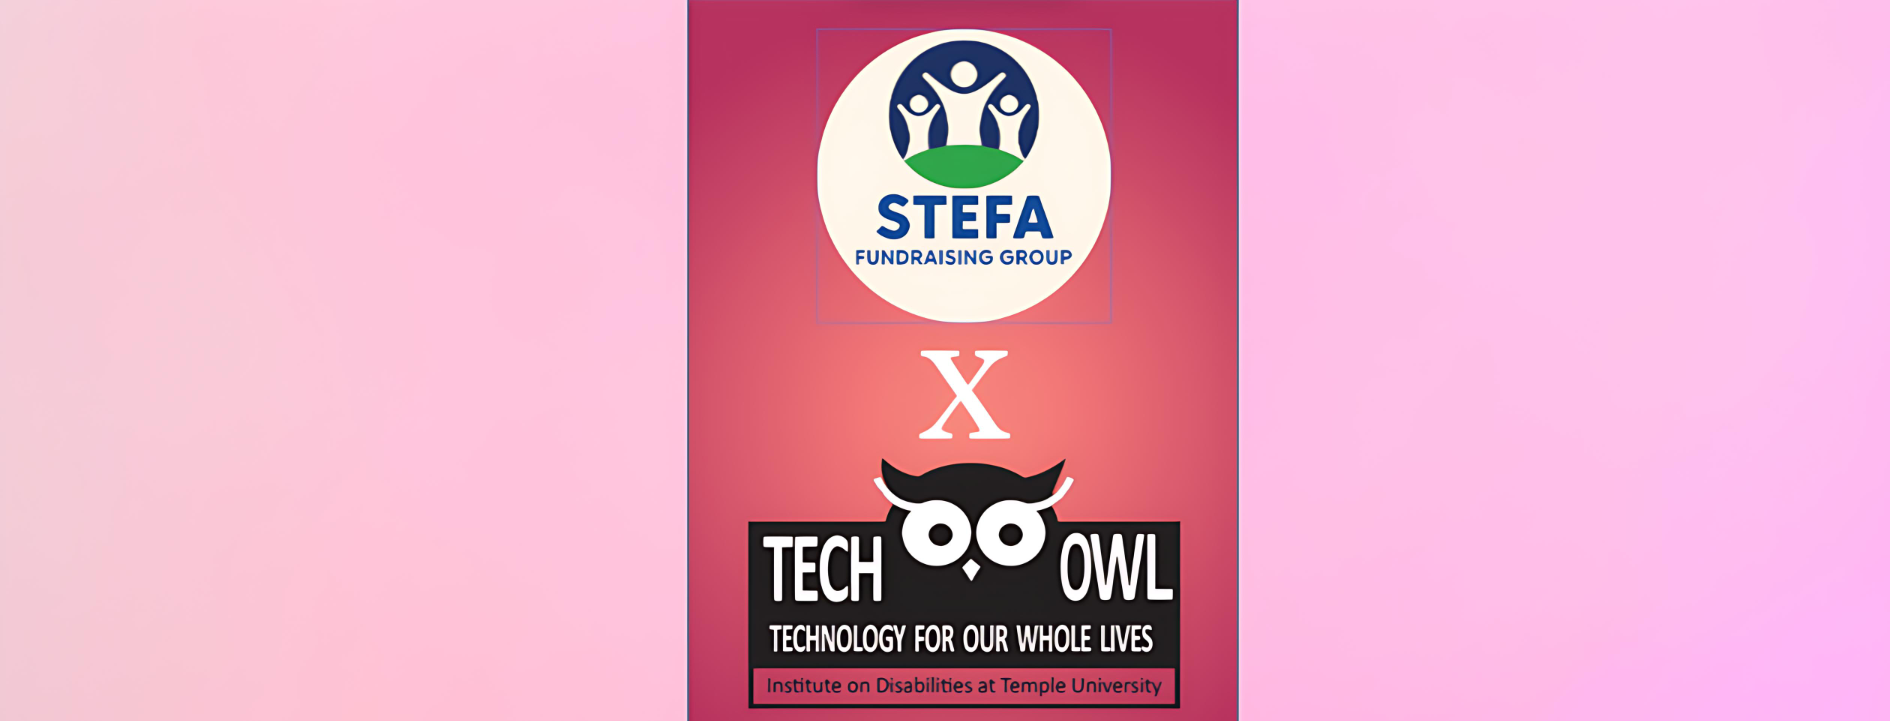 STEFA
FUNDRAISING GROUP
X
TECH OWL
TECHNOLOGY FOR OUR WHOLE LIVES
Institute on Disabilities at Temple University